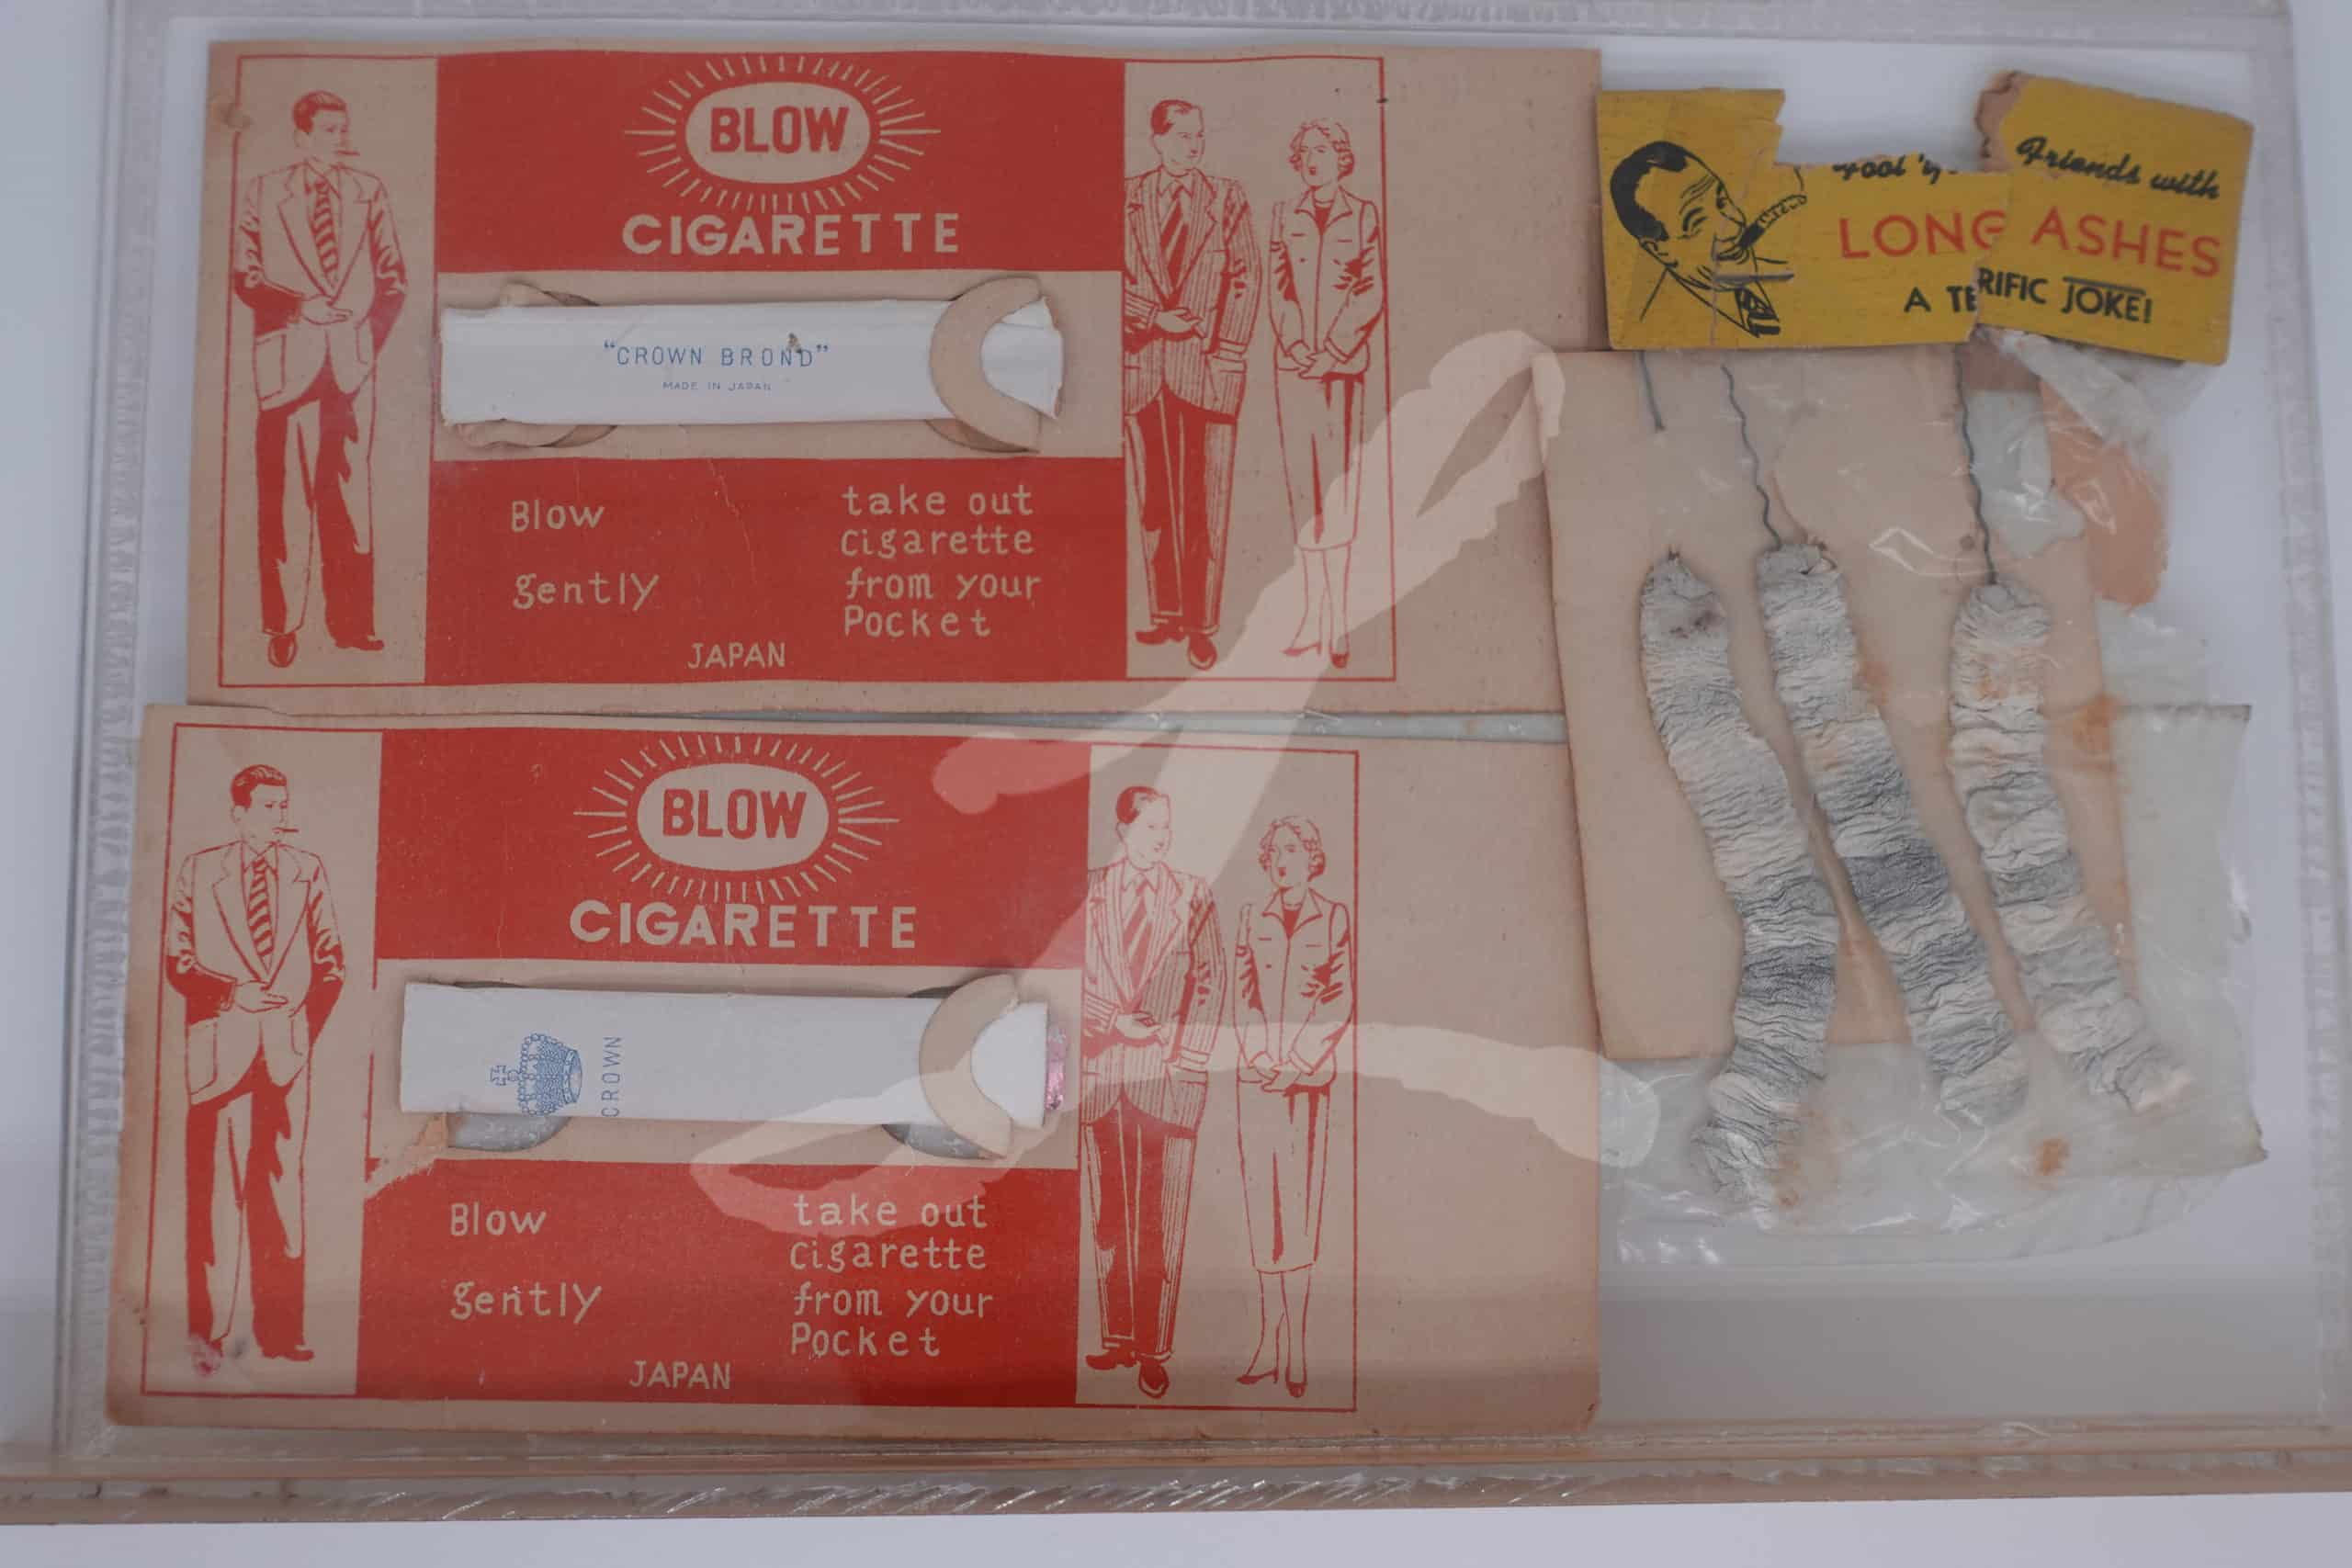 BLOW
CIGARETTE
"CROWN BROND"
MADE IN JAPAN
Blow
gently
take out
cigarette
from your
Pocket
JAPAN
BLOW
CIGARETTE
CROWN
Blow
gently
take out
cigarette
from your
Pocket
JAPAN
Friends with
LONG ASHES
A TERIFIC JOKE!